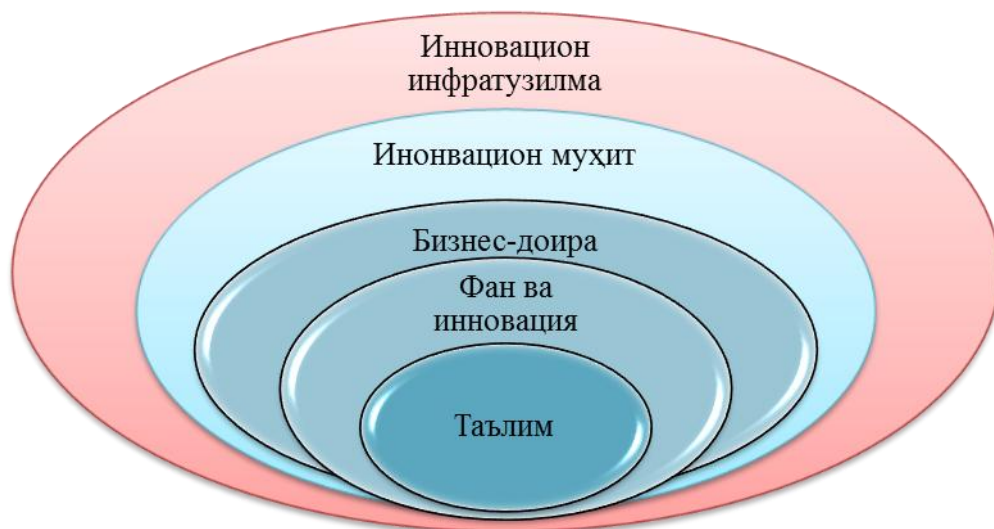 Инновацион
инфратузилма
Инонвацион муҳит
Бизнес-доира
Фан ва
инновация
Таълим